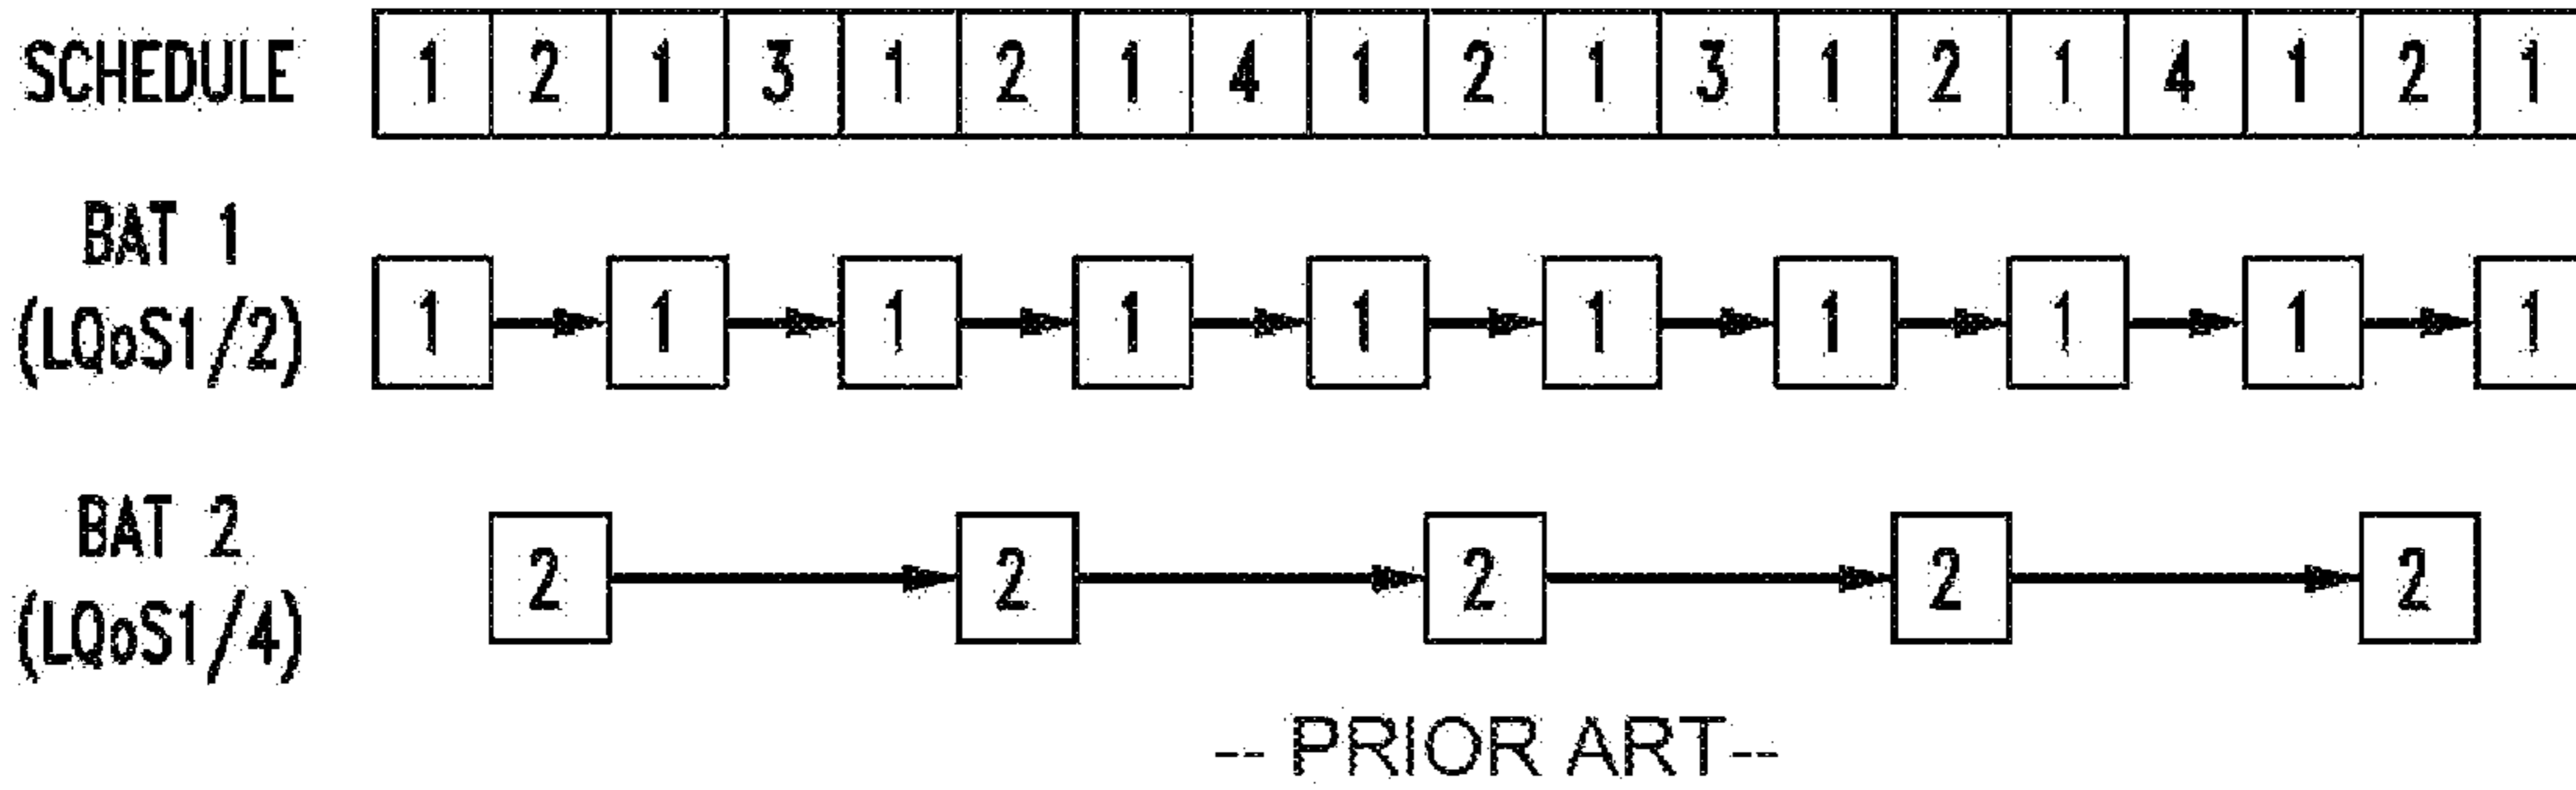 SCHEDULE 1 2 1 3 1 2 1 4 1 2 1 3 1 2 1 4 1 2 1
BAT 1
(LQoS1/2) 1 1 1 1 1 1 1 1 1 1
BAT 2
(LQoS1/4) 2 2 2 2 2
-- PRIOR ART--